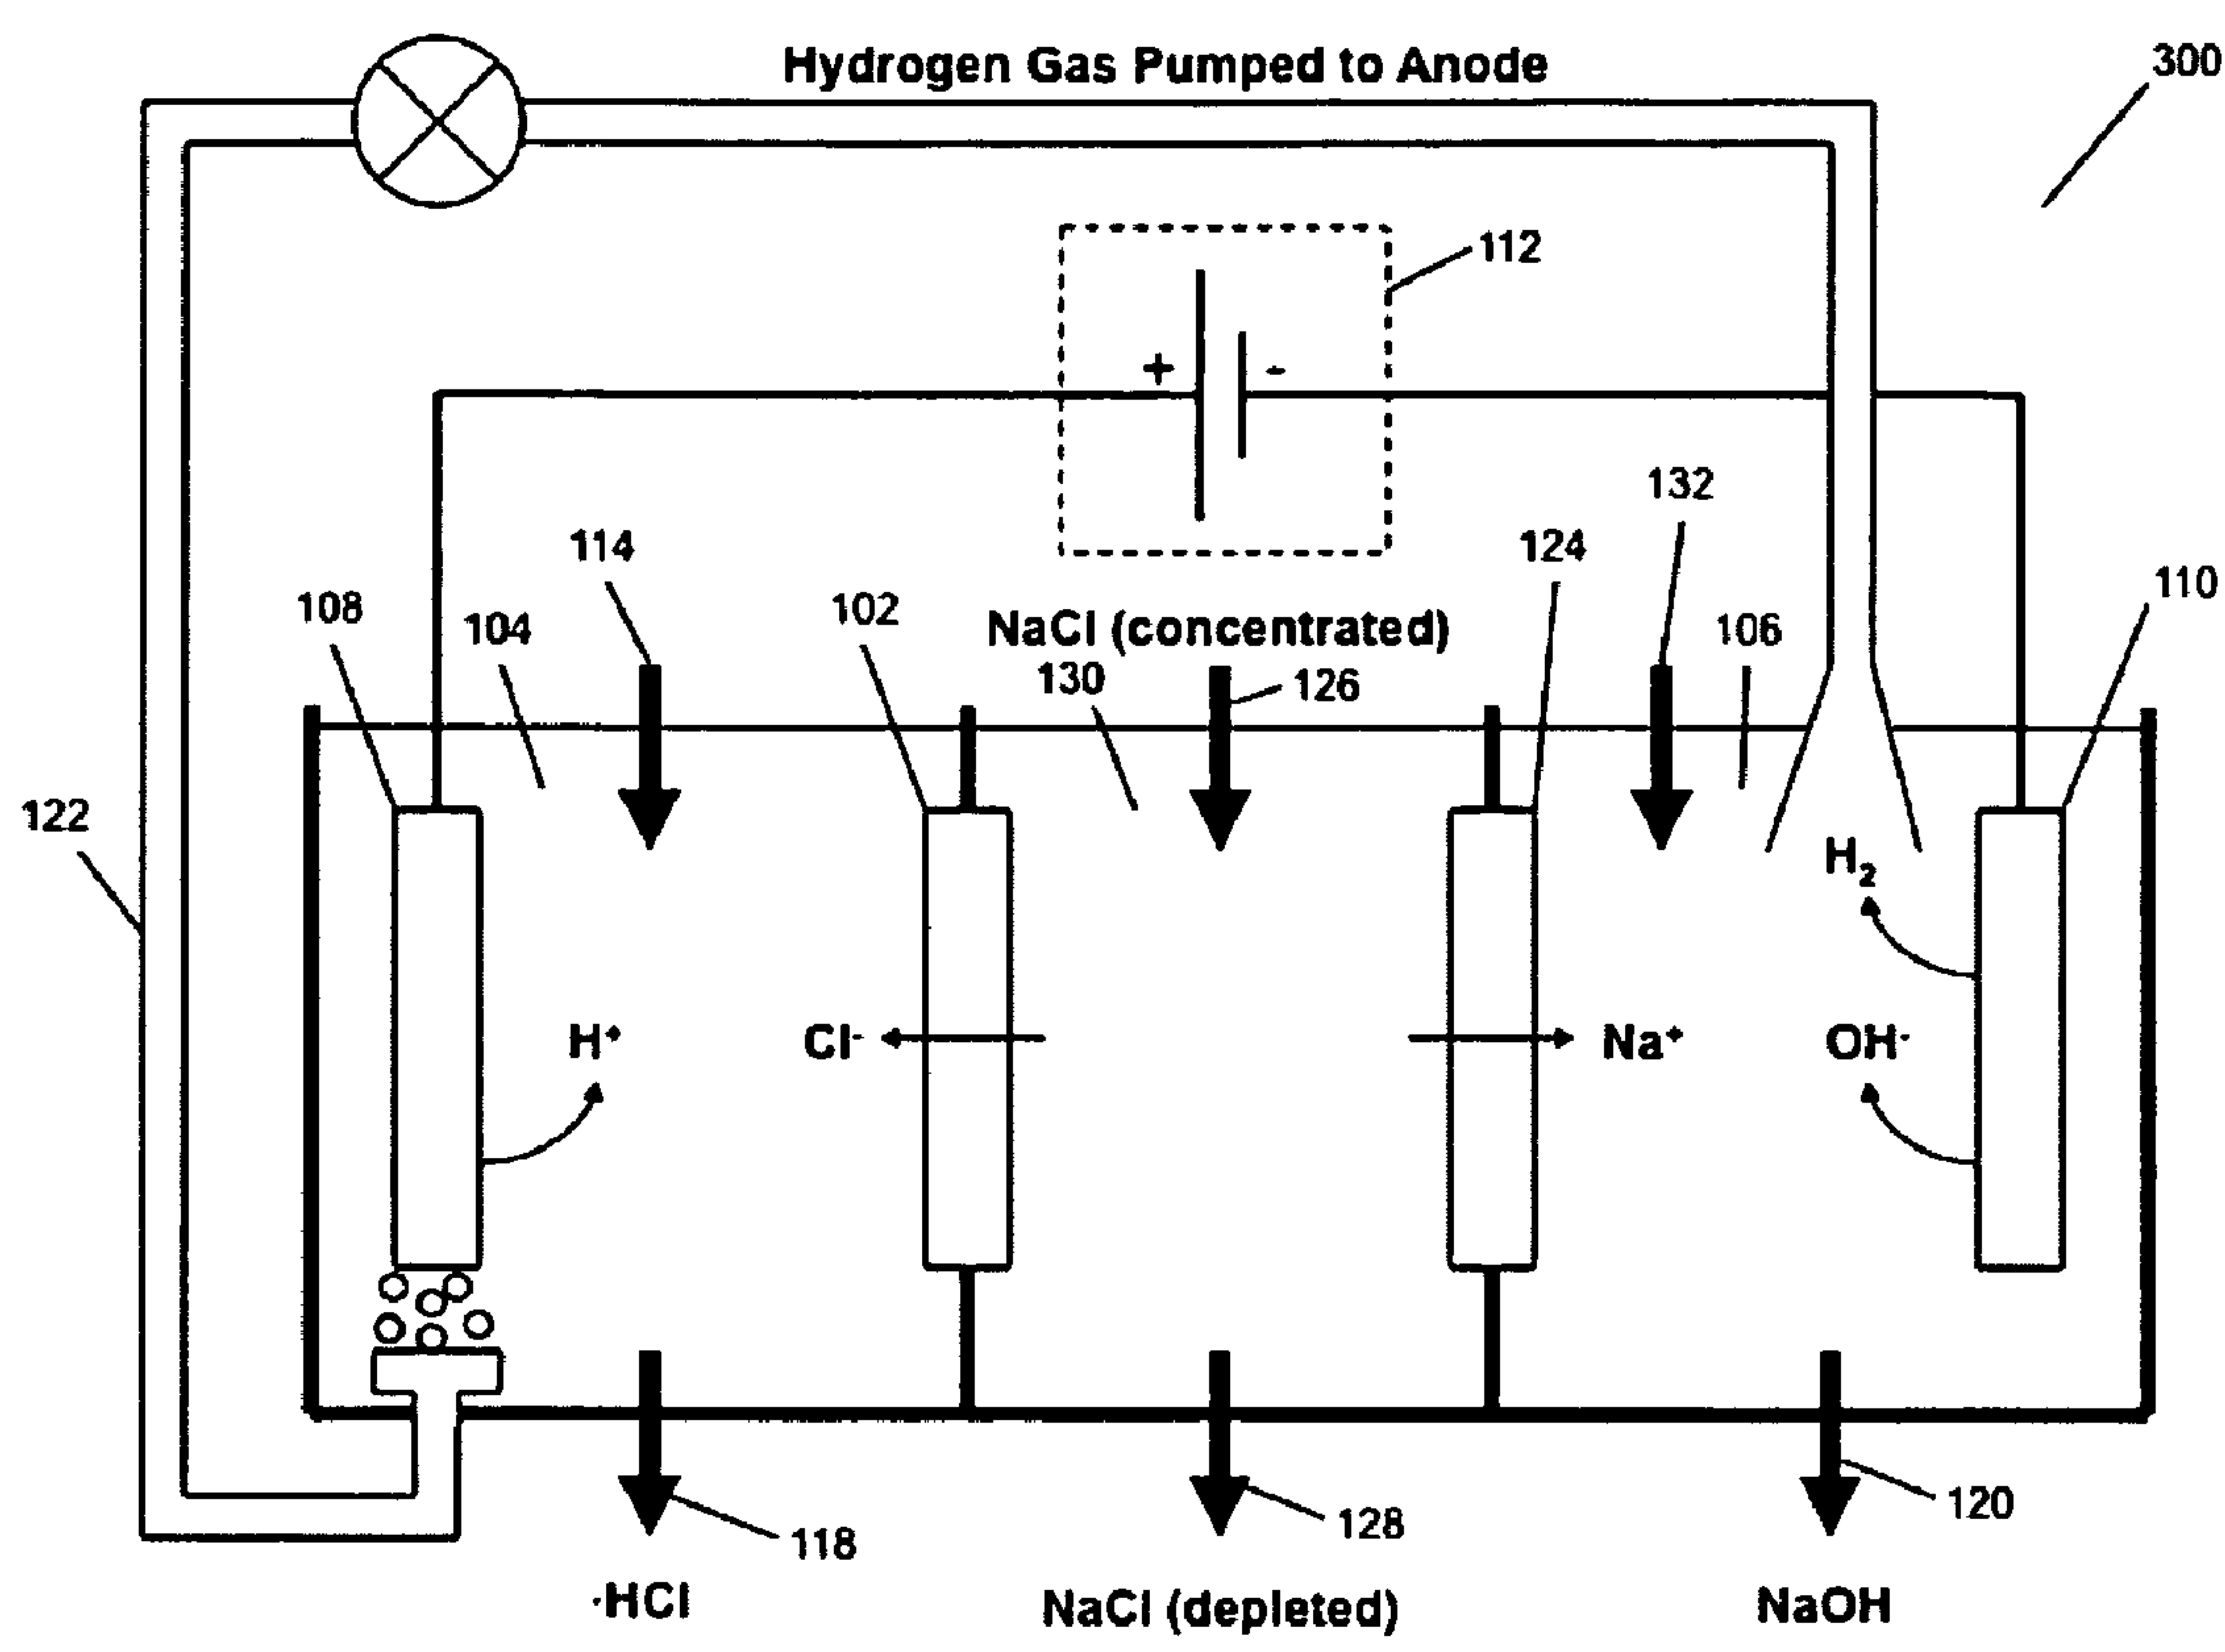 Hydrogen Gas Pumped to Anode
300
112
+ -
132
114
124
108
104
102
NaCl (concentrated)
106
110
130
126
122
H₂
H⁺
Cl⁻
Na⁺
OH⁻
118
128
120
·HCl
NaCl (depleted)
NaOH